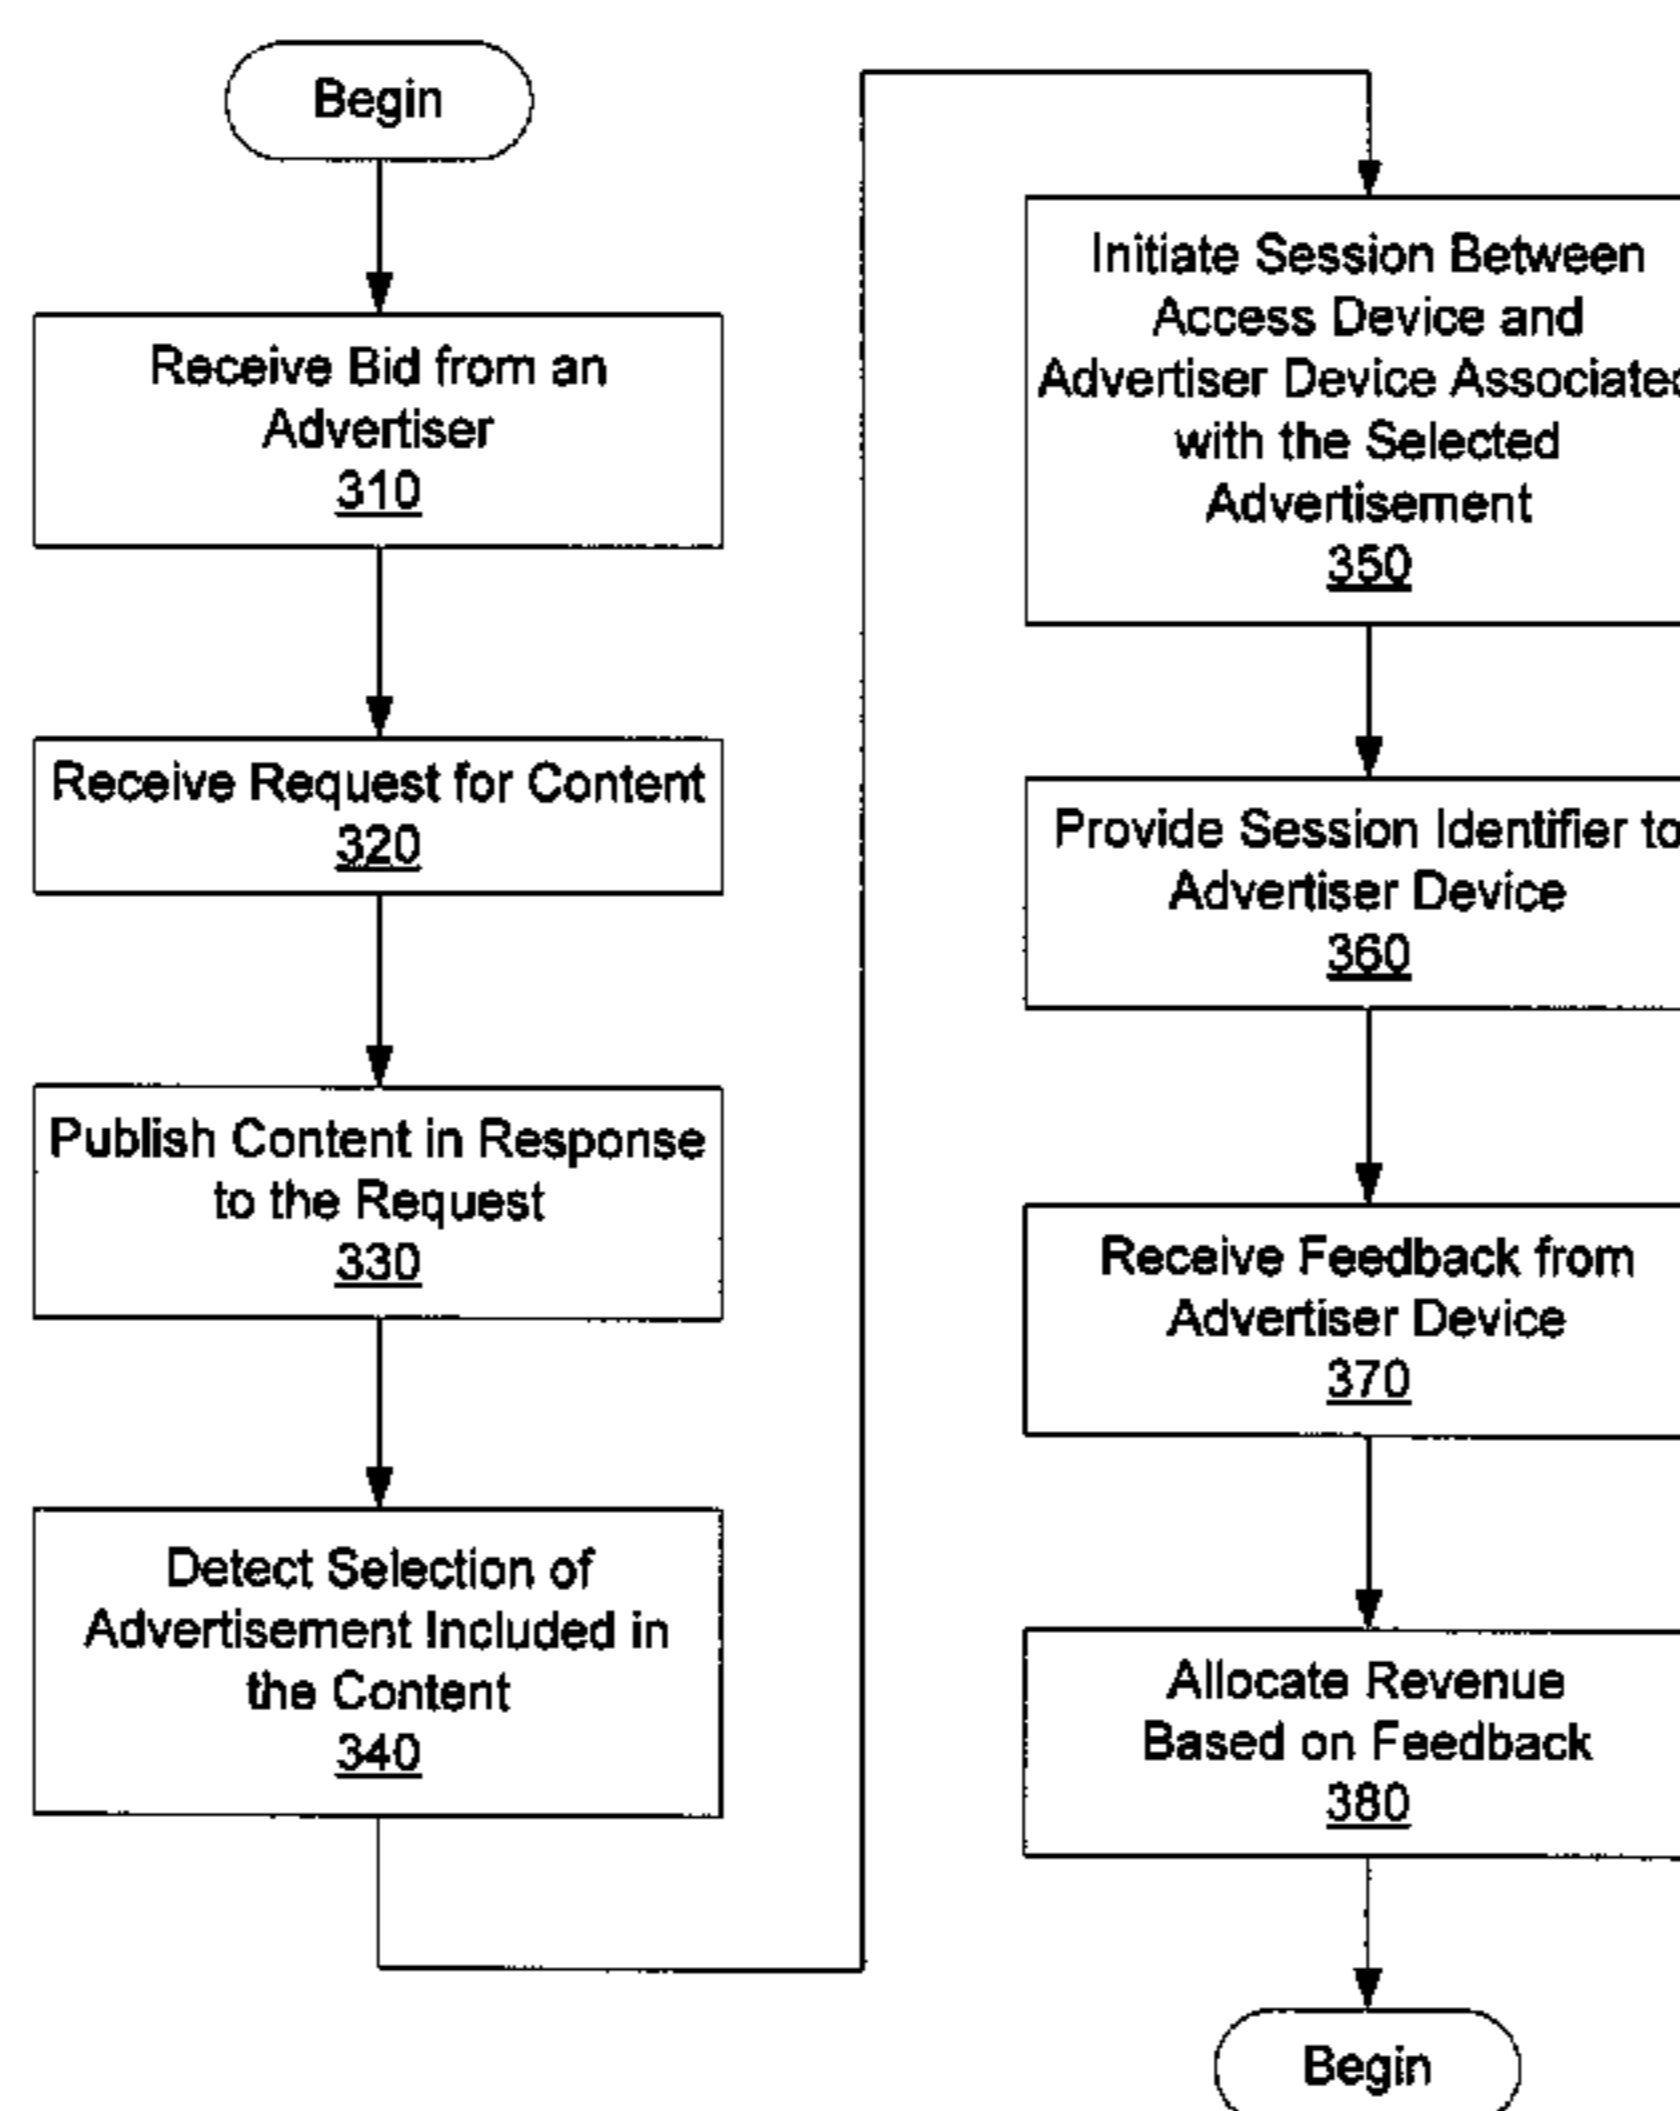 Begin
Receive Bid from an
Advertiser
310
Receive Request for Content
320
Publish Content in Response
to the Request
330
Detect Selection of
Advertisement Included in
the Content
340
Initiate Session Between
Access Device and
Advertiser Device Associated
with the Selected
Advertisement
350
Provide Session Identifier to
Advertiser Device
360
Receive Feedback from
Advertiser Device
370
Allocate Revenue
Based on Feedback
380
Begin